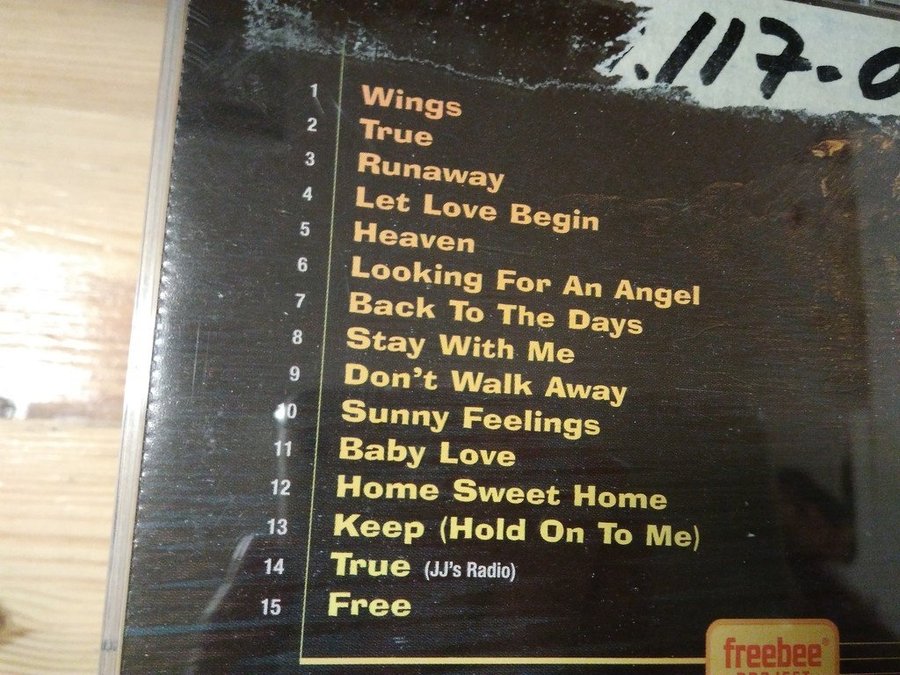 .117-0
1 Wings
2 True
3 Runaway
4 Let Love Begin
5 Heaven
6 Looking For An Angel
7 Back To The Days
8 Stay With Me
9 Don't Walk Away
10 Sunny Feelings
11 Baby Love
12 Home Sweet Home
13 Keep (Hold On To Me)
14 True (JJ's Radio)
15 Free
freebee®
PROJECT